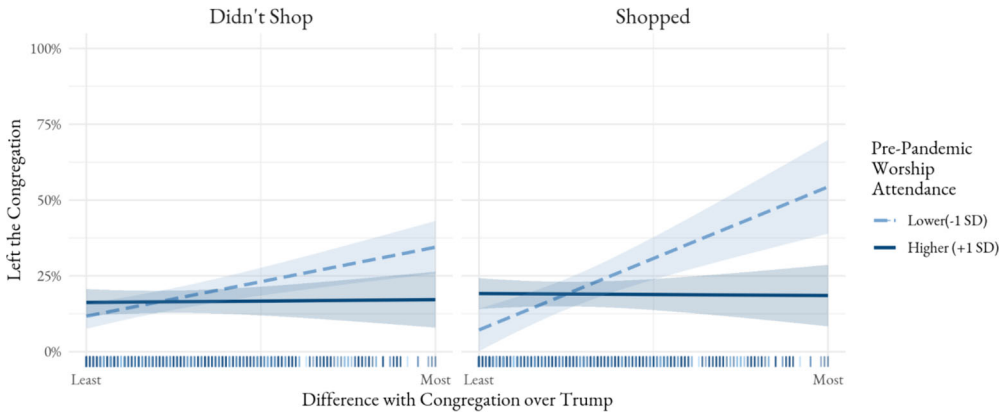 Didn't Shop
Shopped
100%
75%
50%
25%
0%
Left the Congregation
Least
Most
Least
Most
Difference with Congregation over Trump
Pre-Pandemic
Worship
Attendance
Lower(-1 SD)
Higher (+1 SD)